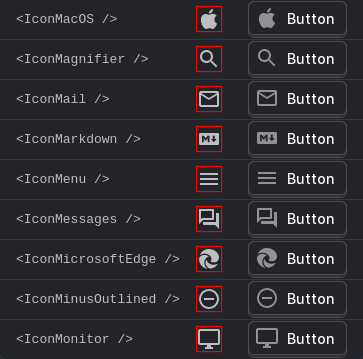 <IconMacOS /> Button
<IconMagnifier /> Button
<IconMail /> Button
<IconMarkdown /> M Button
<IconMenu /> Button
<IconMessages /> Button
<IconMicrosoftEdge /> Button
<IconMinusOutlined /> Button
<IconMonitor /> Button